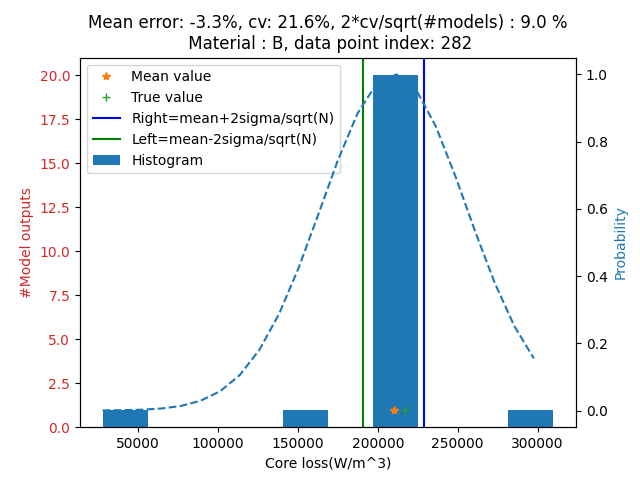 Mean error: -3.3%, cv: 21.6%, 2*cv/sqrt(#models) : 9.0 %
Material : B, data point index: 282
Mean value
True value
Right=mean+2sigma/sqrt(N)
Left=mean-2sigma/sqrt(N)
Histogram
20.0
17.5
15.0
12.5
10.0
7.5
5.0
2.5
0.0
#Model outputs
1.0
0.8
0.6
0.4
0.2
0.0
Probability
50000 100000 150000 200000 250000 300000
Core loss(W/m^3)